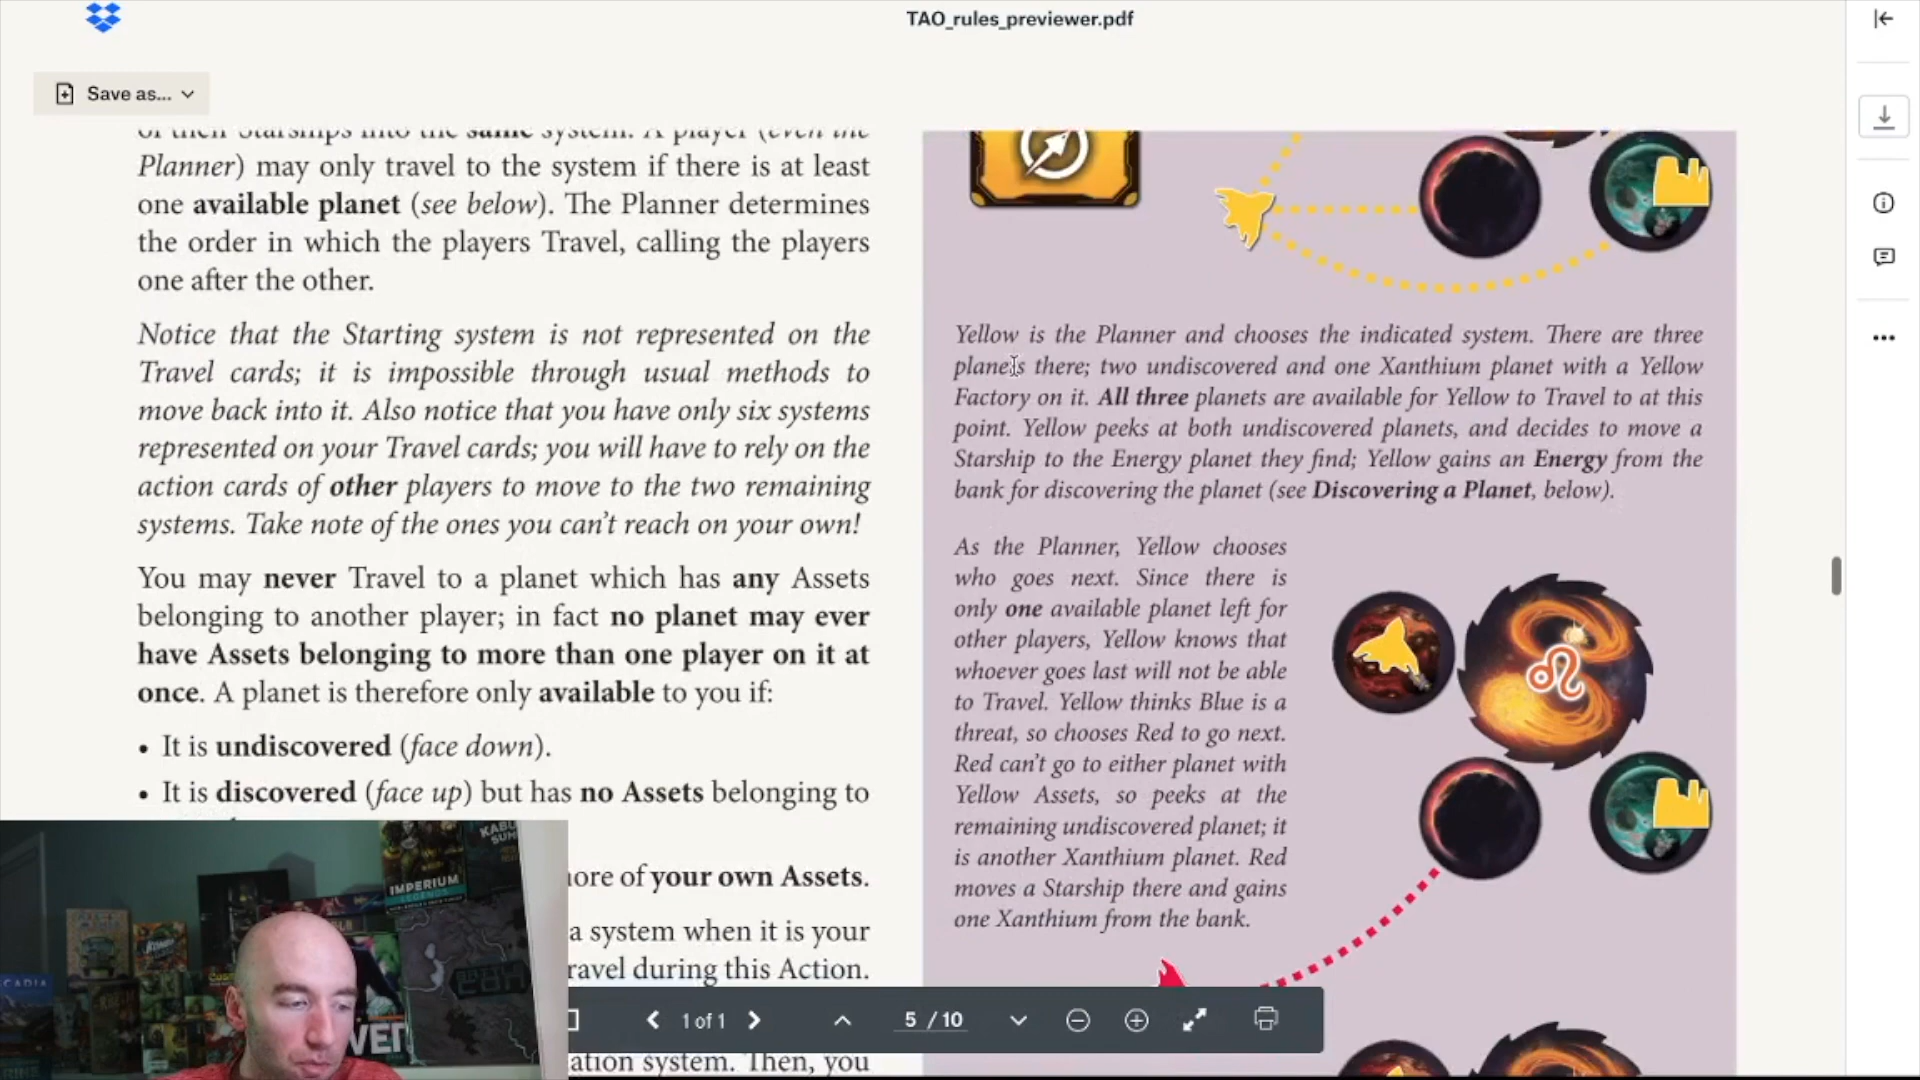 TAO_rules_previewer.pdf
Save as...
of their Starships into the same system. A player (even the
Planner) may only travel to the system if there is at least
one available planet (see below). The Planner determines
the order in which the players Travel, calling the players
one after the other.
Notice that the Starting system is not represented on the
Travel cards; it is impossible through usual methods to
move back into it. Also notice that you have only six systems
represented on your Travel cards; you will have to rely on the
action cards of other players to move to the two remaining
systems. Take note of the ones you can't reach on your own!
You may never Travel to a planet which has any Assets
belonging to another player; in fact no planet may ever
have Assets belonging to more than one player on it at
once. A planet is therefore only available to you if:
• It is undiscovered (face down).
• It is discovered (face up) but has no Assets belonging to
more of your own Assets.
a system when it is your
ravel during this Action.
ation system. Then, you
Yellow is the Planner and chooses the indicated system. There are three
planets there; two undiscovered and one Xanthium planet with a Yellow
Factory on it. All three planets are available for Yellow to Travel to at this
point. Yellow peeks at both undiscovered planets, and decides to move a
Starship to the Energy planet they find; Yellow gains an Energy from the
bank for discovering the planet (see Discovering a Planet, below).
As the Planner, Yellow chooses
who goes next. Since there is
only one available planet left for
other players, Yellow knows that
whoever goes last will not be able
to Travel. Yellow thinks Blue is a
threat, so chooses Red to go next.
Red can't go to either planet with
Yellow Assets, so peeks at the
remaining undiscovered planet; it
is another Xanthium planet. Red
moves a Starship there and gains
one Xanthium from the bank.
1 of 1
5 / 10
IMPERIUM